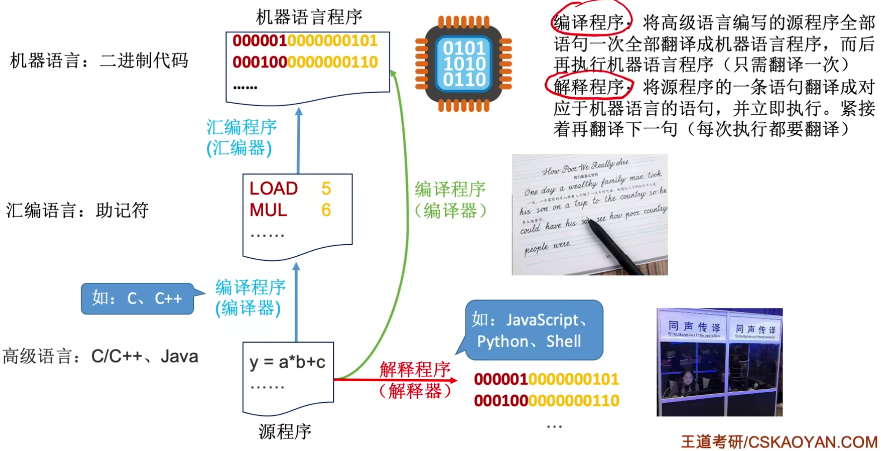 机器语言程序
机器语言：二进制代码
0000010000000101
0001000000000110
......
0101
1010
0110
编译程序：将高级语言编写的源程序全部
语句一次全部翻译成机器语言程序，而后
再执行机器语言程序（只需翻译一次）
解释程序：将源程序的一条语句翻译成对
应于机器语言的语句，并立即执行。紧接
着再翻译下一句（每次执行都要翻译）
汇编程序
(汇编器)
汇编语言：助记符
LOAD 5
MUL 6
……
编译程序
（编译器）
How Poor We Really Are
One day a wealthy family man took
his son on a trip to the country so he
could have his son see how poor country
people were.
如：C、C++
编译程序
(编译器)
高级语言：C/C++、Java
y = a*b+c
……
源程序
解释程序
（解释器）
如：JavaScript、
Python、Shell
0000010000000101
0001000000000110
…
同声传译
同声传译
王道考研/CSKAOYAN.COM